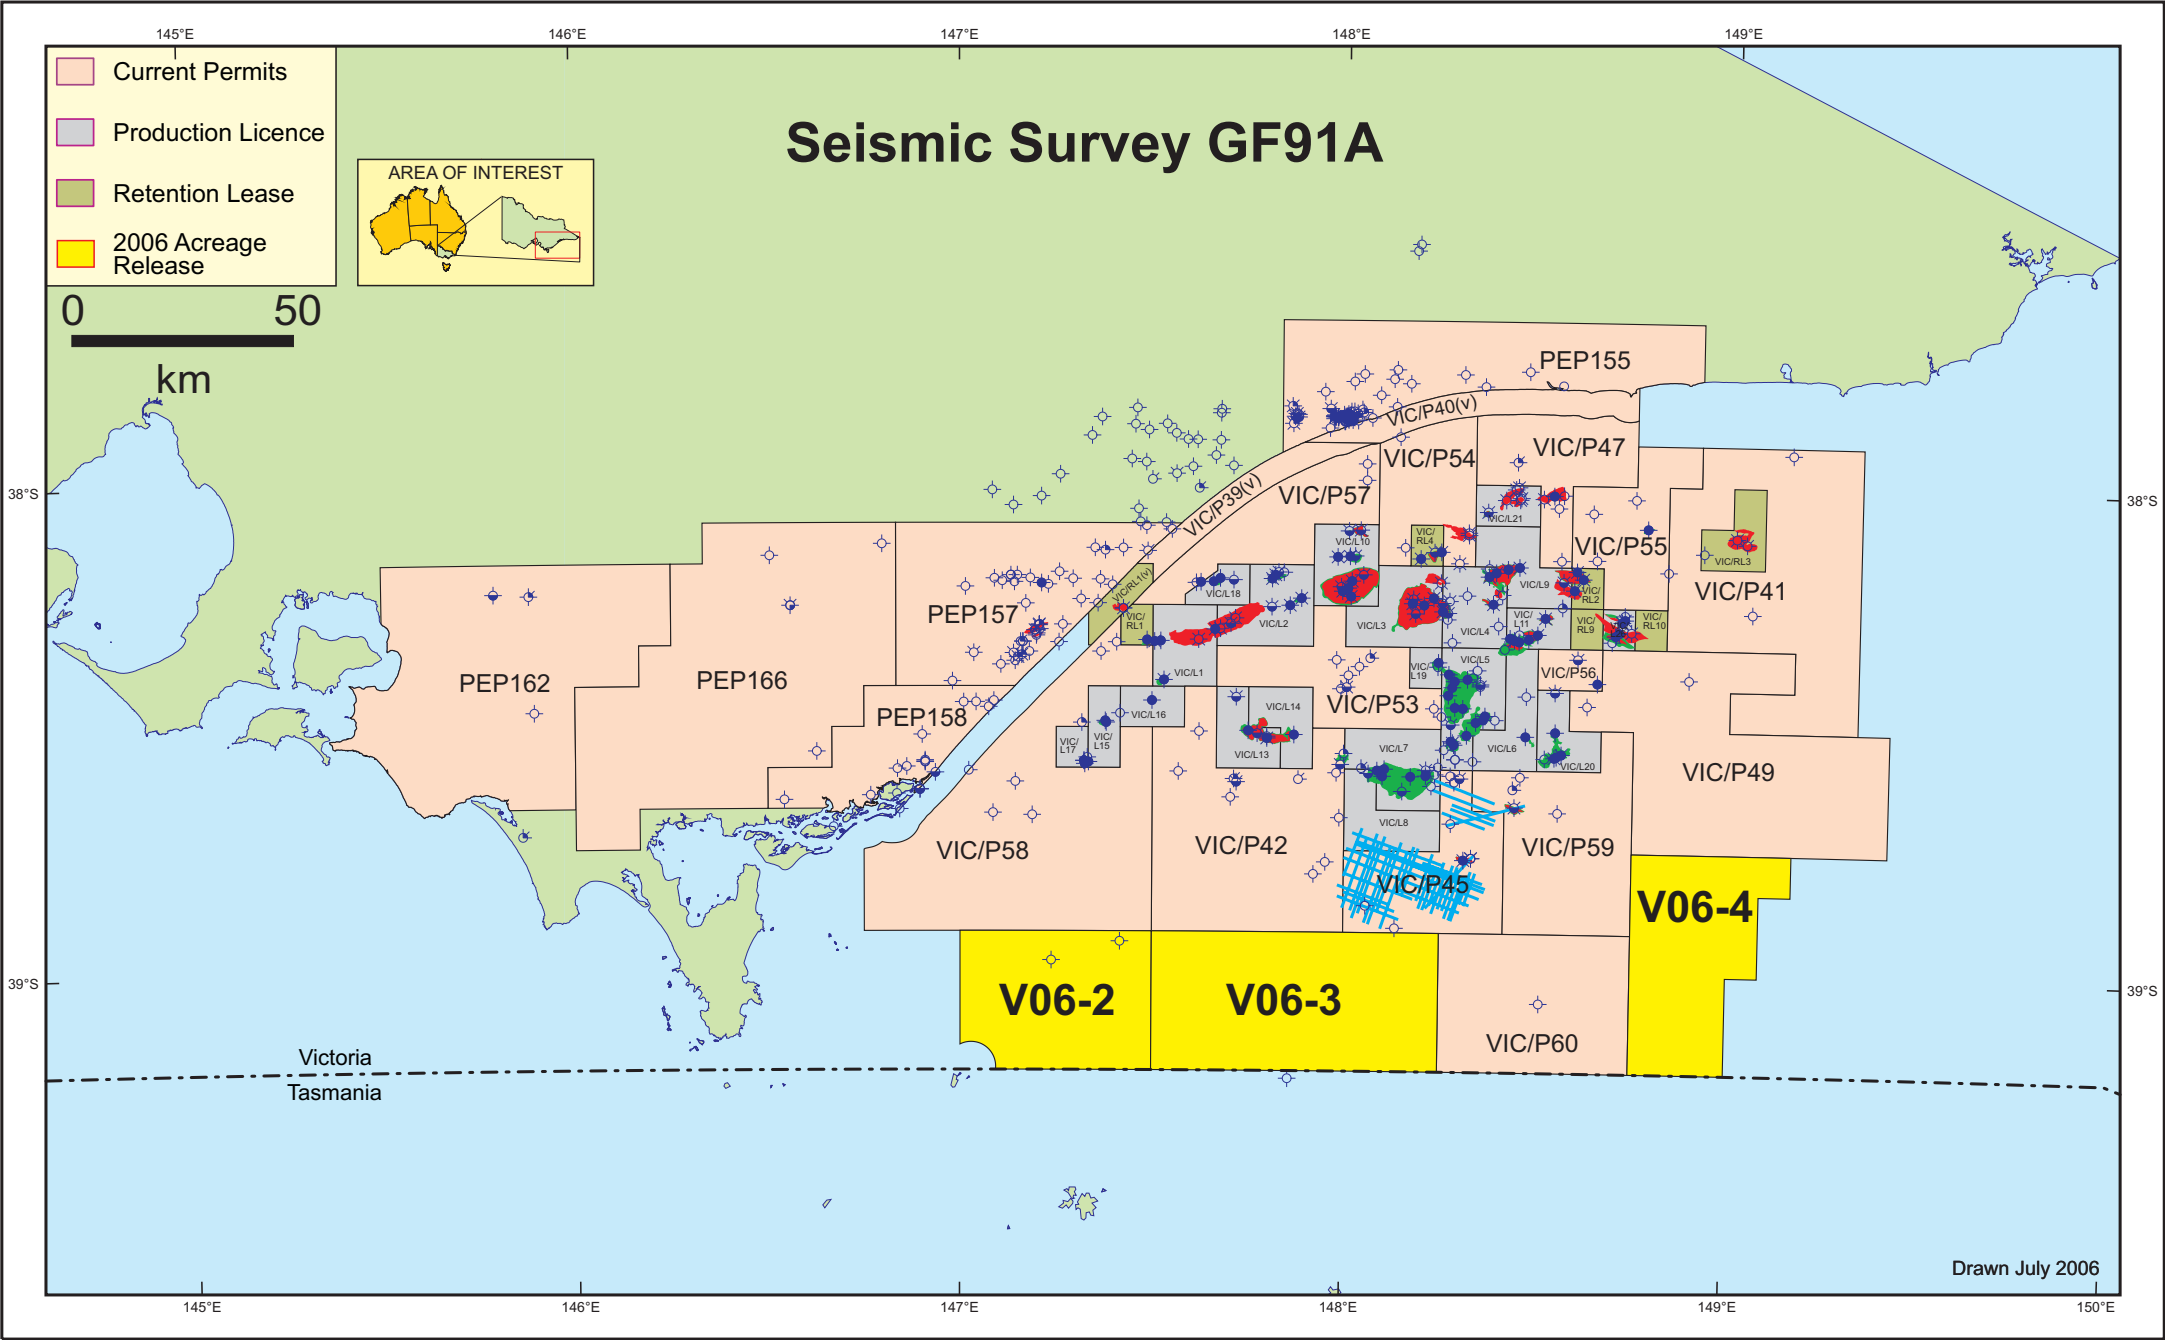 145°E
146°E
147°E
148°E
149°E
Current Permits
Production Licence
Retention Lease
2006 Acreage
Release
Seismic Survey GF91A
AREA OF INTEREST
0
50
km
38°S
38°S
39°S
39°S
PEP155
VIC/P40(v)
VIC/P47
VIC/P54
VIC/P57
VIC/P39(v)
VIC/L21
VIC/P55
VIC/L10
VIC/
RL4
VIC/RL3
VIC/P41
VIC/RL1(v)
VIC/L18
VIC/L9
VIC/
RL2
PEP157
VIC/
RL1
VIC/L2
VIC/L3
VIC/L4
VIC/
L11
VIC/
RL9
VIC/
RL10
PEP162
PEP166
VIC/L1
VIC/
L19
VIC/L5
VIC/P56
PEP158
VIC/L16
VIC/L14
VIC/P53
VIC/
L17
VIC/
L15
VIC/L13
VIC/L7
VIC/L6
VIC/L20
VIC/P49
VIC/L8
VIC/P58
VIC/P42
VIC/P59
VIC/P45
V06-4
V06-2
V06-3
VIC/P60
Victoria
Tasmania
Drawn July 2006
145°E
146°E
147°E
148°E
149°E
150°E